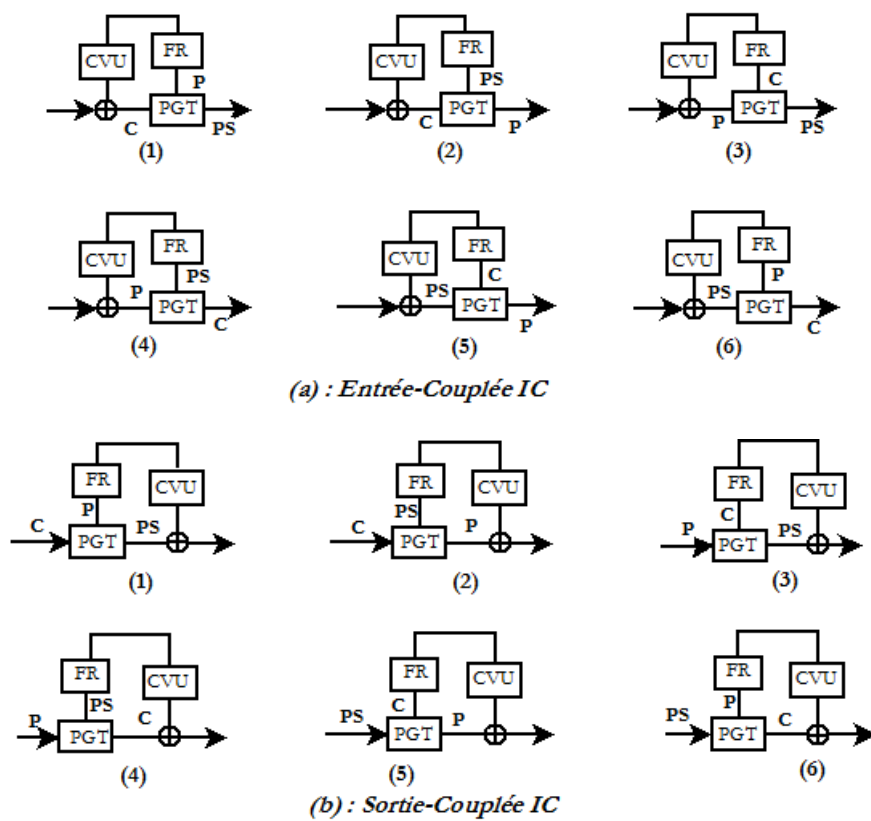 CVU FR P C PGT PS
(1)
CVU FR PS C PGT P
(2)
CVU FR C P PGT PS
(3)
CVU FR PS P PGT C
(4)
CVU FR C PS PGT P
(5)
CVU FR P PS PGT C
(6)
(a) : Entrée-Couplée IC
FR CVU P C PGT PS
(1)
FR CVU PS C PGT P
(2)
FR CVU C P PGT PS
(3)
FR CVU PS P PGT C
(4)
FR CVU C PS PGT P
(5)
FR CVU P PS PGT C
(6)
(b) : Sortie-Couplée IC